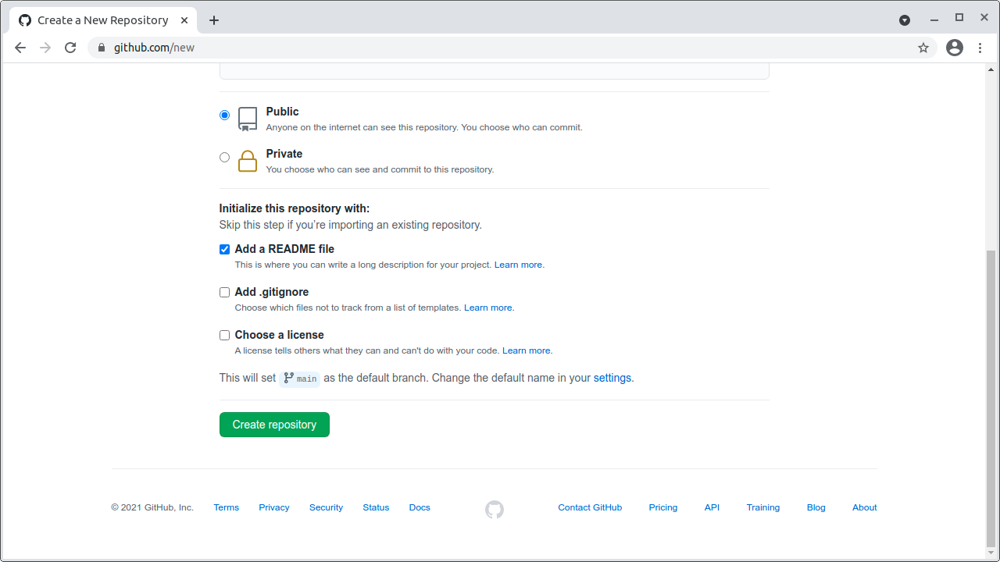 Create a New Repository
github.com/new
Public
Anyone on the internet can see this repository. You choose who can commit.
Private
You choose who can see and commit to this repository.
Initialize this repository with:
Skip this step if you’re importing an existing repository.
Add a README file
This is where you can write a long description for your project. Learn more.
Add .gitignore
Choose which files not to track from a list of templates. Learn more.
Choose a license
A license tells others what they can and can't do with your code. Learn more.
This will set main as the default branch. Change the default name in your settings.
Create repository
© 2021 GitHub, Inc. Terms Privacy Security Status Docs Contact GitHub Pricing API Training Blog About